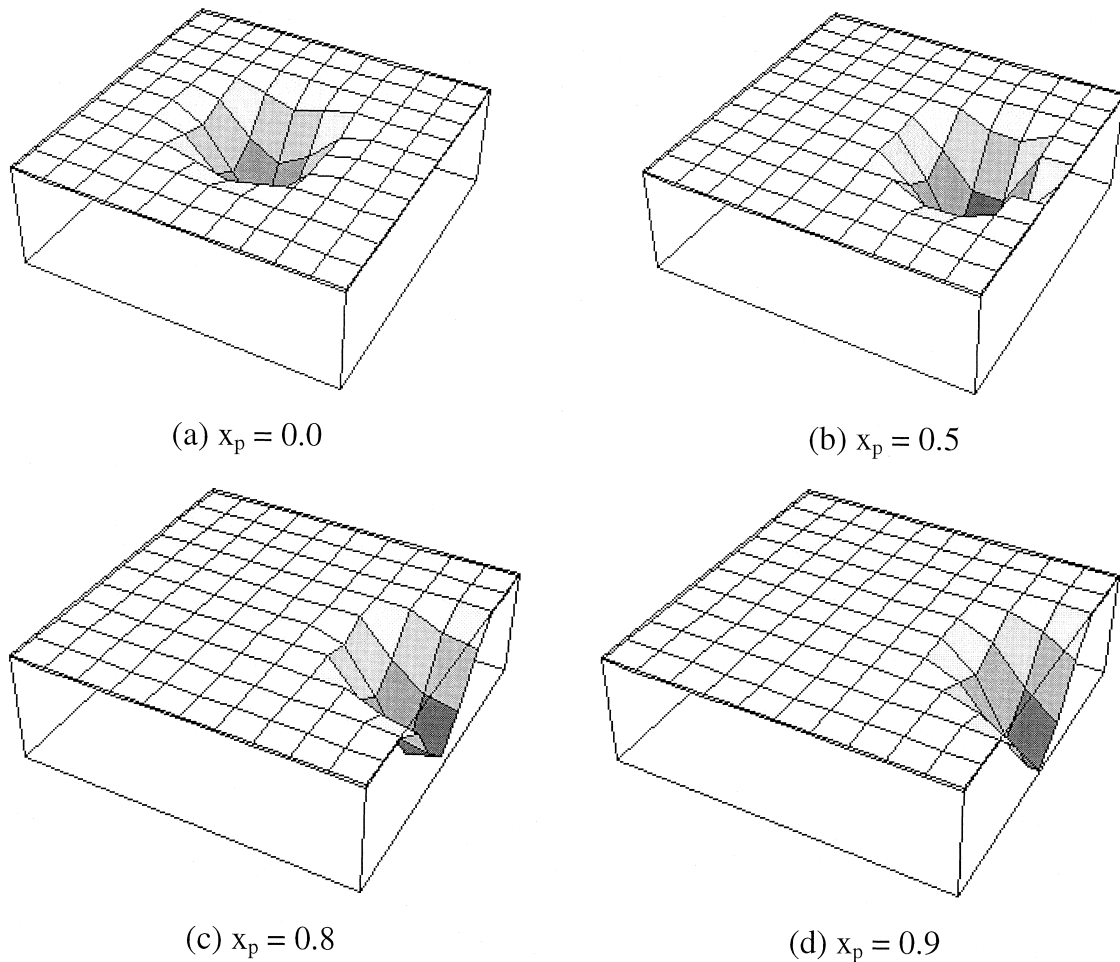 (a) xp = 0.0
(b) xp = 0.5
(c) xp = 0.8
(d) xp = 0.9